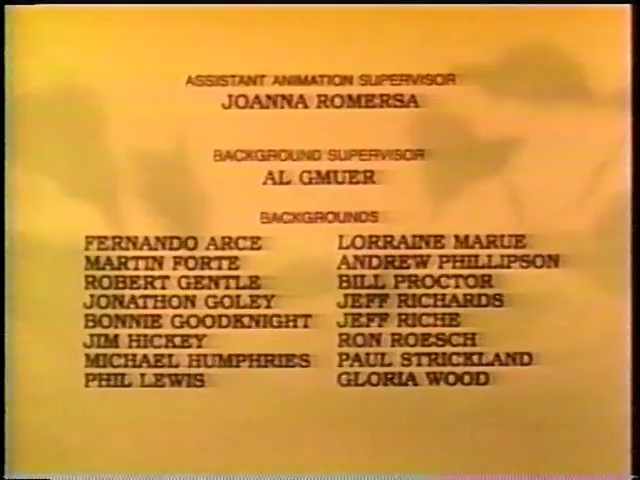 ASSISTANT ANIMATION SUPERVISOR
JOANNA ROMERSA
BACKGROUND SUPERVISOR
AL GMUER
BACKGROUNDS
FERNANDO ARCE LORRAINE MARUE
MARTIN FORTE ANDREW PHILLIPSON
ROBERT GENTLE BILL PROCTOR
JONATHON GOLEY JEFF RICHARDS
BONNIE GOODKNIGHT JEFF RICHE
JIM HICKEY RON ROESCH
MICHAEL HUMPHRIES PAUL STRICKLAND
PHIL LEWIS GLORIA WOOD